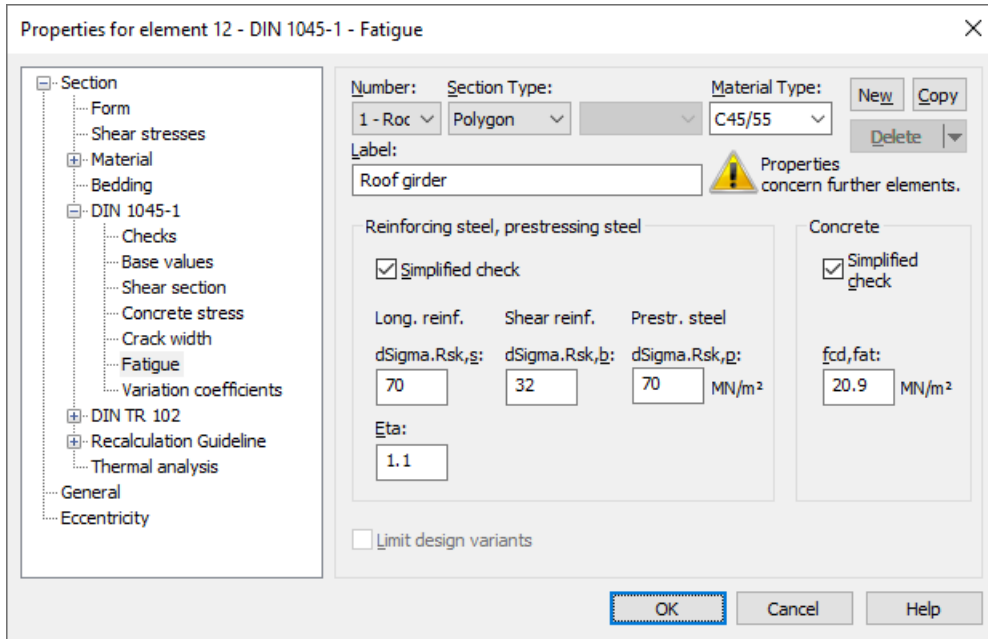 Properties for element 12 - DIN 1045-1 - Fatigue
Section
Form
Shear stresses
Material
Bedding
DIN 1045-1
Checks
Base values
Shear section
Concrete stress
Crack width
Fatigue
Variation coefficients
DIN TR 102
Recalculation Guideline
Thermal analysis
General
Eccentricity
Number: Section Type: Material Type:
1 - Roc Polygon C45/55
New Copy
Delete
Label:
Roof girder
Properties
concern further elements.
Reinforcing steel, prestressing steel
Simplified check
Long. reinf. Shear reinf. Prestr. steel
dSigma.Rsk,s: dSigma.Rsk,b: dSigma.Rsk,p:
70 32 70 MN/m²
Eta:
1.1
Concrete
Simplified
check
fcd,fat:
20.9 MN/m²
Limit design variants
OK Cancel Help